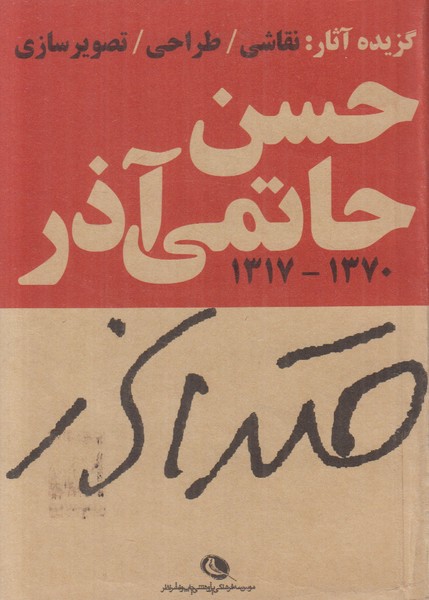 گزیده آثار: نقاشی / طراحی / تصویرسازی
حسن
حاتمی‌آذر
۱۳۷۰ - ۱۳۱۷